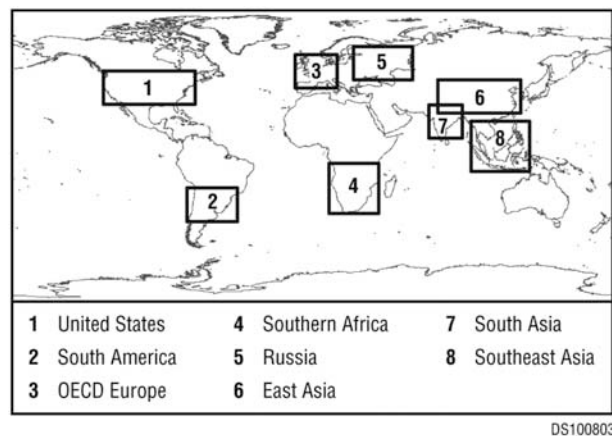 1
2
3
4
5
6
7
8
1 United States 4 Southern Africa 7 South Asia
2 South America 5 Russia 8 Southeast Asia
3 OECD Europe 6 East Asia
DS100803